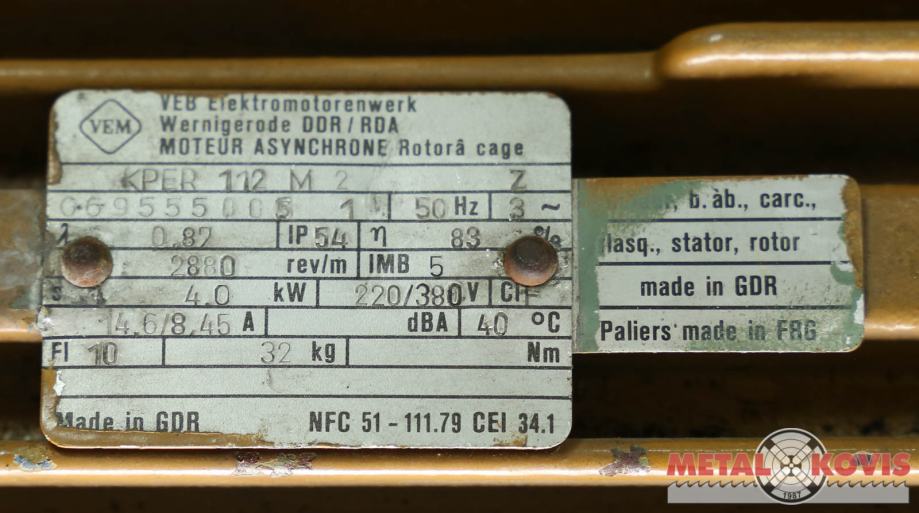 VEM
VEB Elektromotorenwerk
Wernigerode DDR/RDA
MOTEUR ASYNCHRONE Rotorâ cage
KPER 112 M 2 Z
1 50 Hz 3 ~
0.82 IP 54 η 83 %
2880 rev/m IMB 5
4.0 kW 220/380 V
14.6/8.45 A dBA 40 °C
FI 10 32 kg Nm
Made in GDR NFC 51 - 111.79 CEI 34.1
b. àb., carc.,
flasq., stator, rotor
made in GDR
Paliers made in FRG
METAL KOVIS
1987